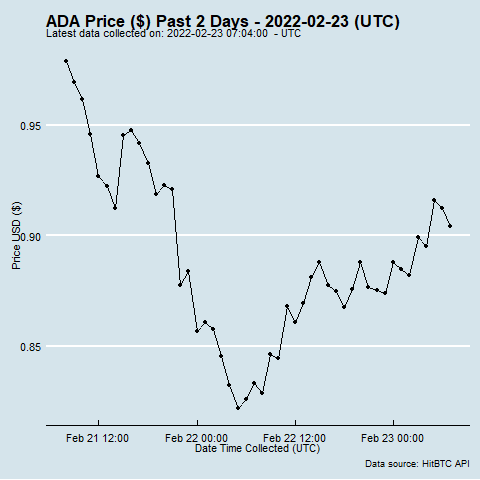 ADA Price ($) Past 2 Days - 2022-02-23 (UTC)
Latest data collected on: 2022-02-23 07:04:00 - UTC
0.95
0.90
0.85
Price USD ($)
Feb 21 12:00 Feb 22 00:00 Feb 22 12:00 Feb 23 00:00
Date Time Collected (UTC)
Data source: HitBTC API